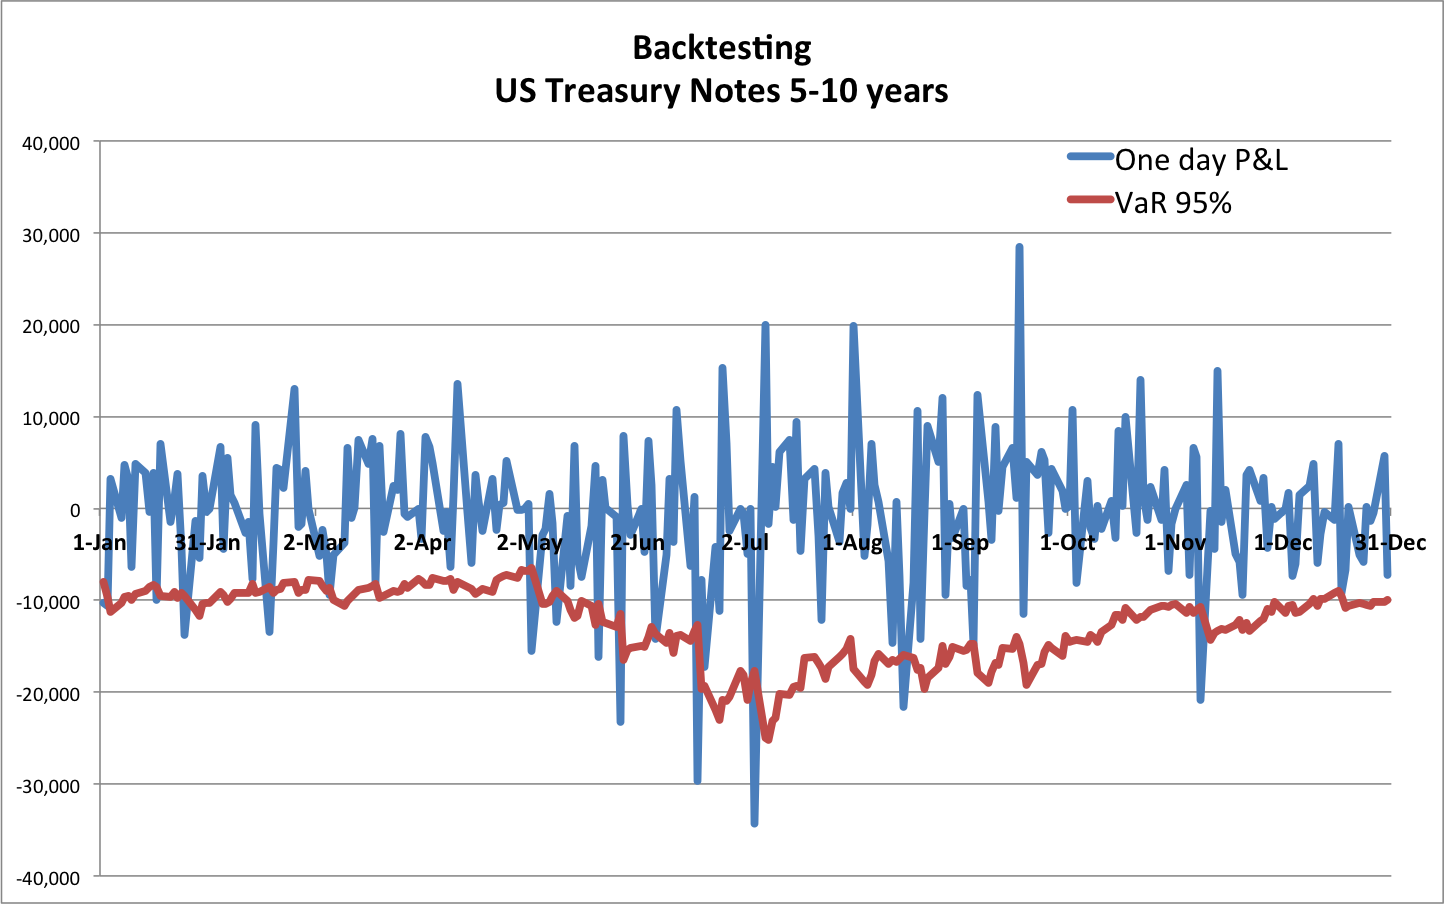 Backtesting
US Treasury Notes 5-10 years
40,000
One day P&L
VaR 95%
30,000
20,000
10,000
0
1-Jan 31-Jan 2-Mar 2-Apr 2-May 2-Jun 2-Jul 1-Aug 1-Sep 1-Oct 1-Nov 1-Dec 31-Dec
-10,000
-20,000
-30,000
-40,000